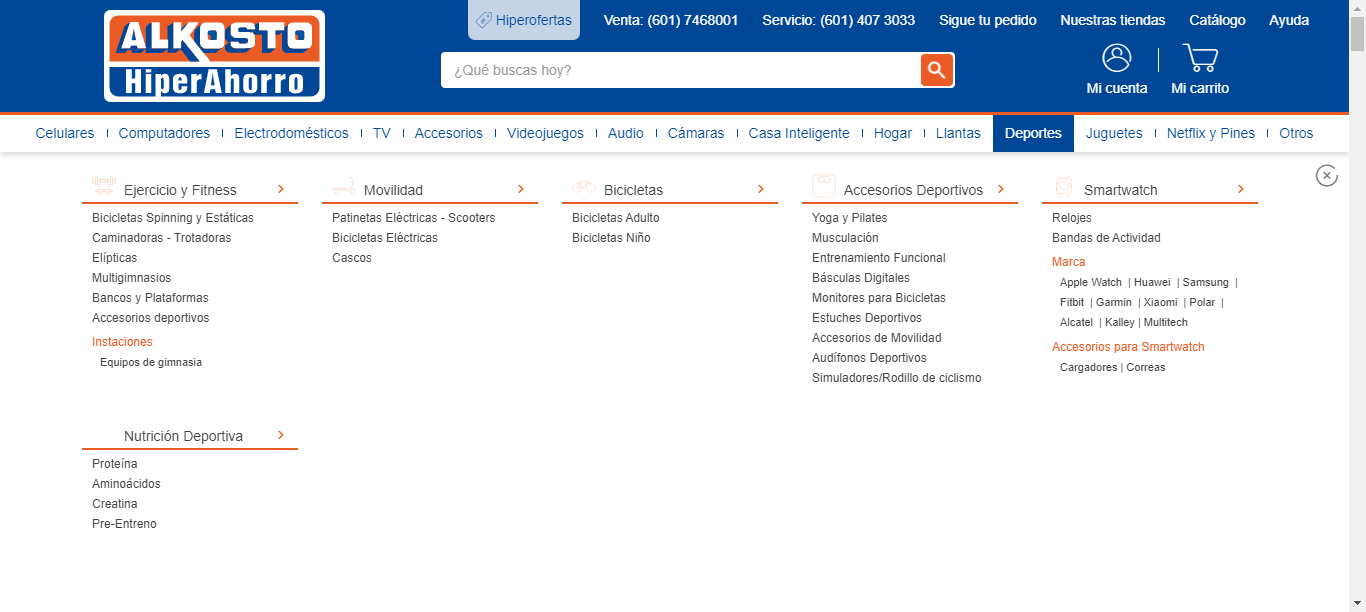 ALKOSTO
HiperAhorro
Hiperofertas
Venta: (601) 7468001
Servicio: (601) 407 3033
Sigue tu pedido
Nuestras tiendas
Catálogo
Ayuda
¿Qué buscas hoy?
Mi cuenta
Mi carrito
Celulares
Computadores
Electrodomésticos
TV
Accesorios
Videojuegos
Audio
Cámaras
Casa Inteligente
Hogar
Llantas
Deportes
Juguetes
Netflix y Pines
Otros
Ejercicio y Fitness
Bicicletas Spinning y Estáticas
Caminadoras - Trotadoras
Elípticas
Multigimnasios
Bancos y Plataformas
Accesorios deportivos
Instaciones
Equipos de gimnasia
Movilidad
Patinetas Eléctricas - Scooters
Bicicletas Eléctricas
Cascos
Bicicletas
Bicicletas Adulto
Bicicletas Niño
Accesorios Deportivos
Yoga y Pilates
Musculación
Entrenamiento Funcional
Básculas Digitales
Monitores para Bicicletas
Estuches Deportivos
Accesorios de Movilidad
Audífonos Deportivos
Simuladores/Rodillo de ciclismo
Smartwatch
Relojes
Bandas de Actividad
Marca
Apple Watch | Huawei | Samsung |
Fitbit | Garmin | Xiaomi | Polar |
Alcatel | Kalley | Multitech
Accesorios para Smartwatch
Cargadores | Correas
Nutrición Deportiva
Proteína
Aminoácidos
Creatina
Pre-Entreno